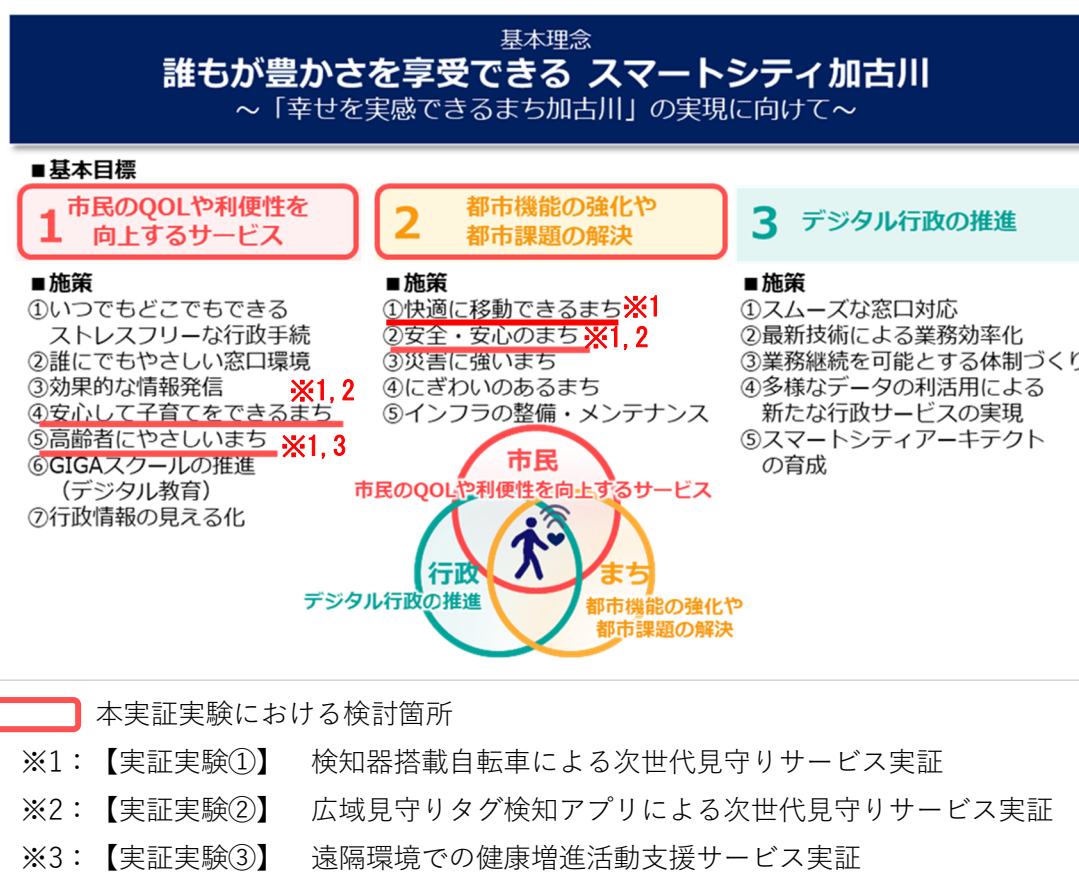 基本理念
誰もが豊かさを享受できる スマートシティ加古川
～「幸せを実感できるまち加古川」の実現に向けて～
■基本目標
1 市民のQOLや利便性を
向上するサービス
■施策
①いつでもどこでもできる
ストレスフリーな行政手続
②誰にでもやさしい窓口環境
③効果的な情報発信
※1, 2
④安心して子育てをできるまち
⑤高齢者にやさしいまち ※1, 3
⑥GIGAスクールの推進
（デジタル教育）
⑦行政情報の見える化
2 都市機能の強化や
都市課題の解決
■施策
①快適に移動できるまち※1
②安全・安心のまち ※1, 2
③災害に強いまち
④にぎわいのあるまち
⑤インフラの整備・メンテナンス
3 デジタル行政の推進
■施策
①スムーズな窓口対応
②最新技術による業務効率化
③業務継続を可能とする体制づくり
④多様なデータの利活用による
新たな行政サービスの実現
⑤スマートシティアーキテクト
の育成
市民
市民のQOLや利便性を向上するサービス
行政
デジタル行政の推進
まち
都市機能の強化や
都市課題の解決
本実証実験における検討箇所
※1：【実証実験①】 検知器搭載自転車による次世代見守りサービス実証
※2：【実証実験②】 広域見守りタグ検知アプリによる次世代見守りサービス実証
※3：【実証実験③】 遠隔環境での健康増進活動支援サービス実証